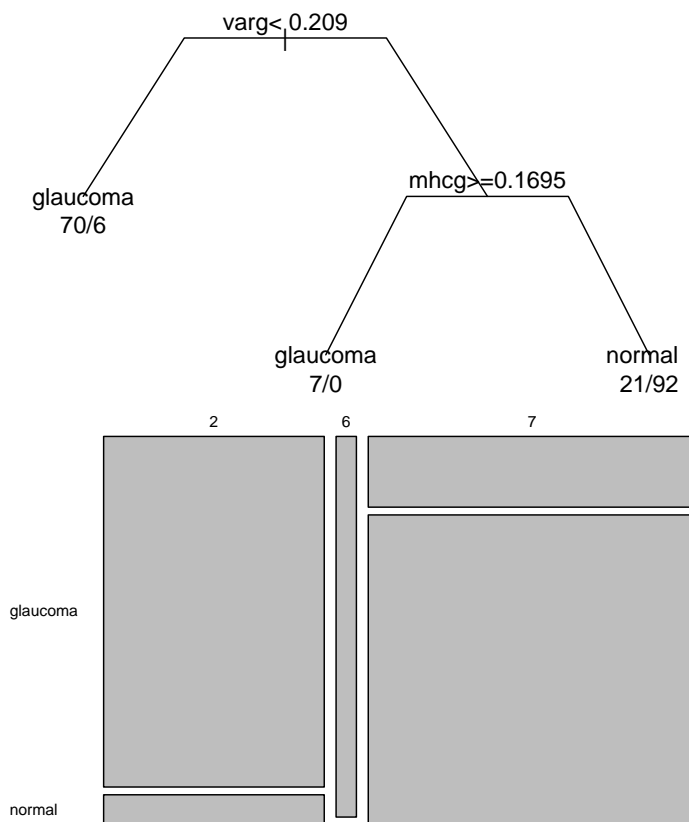 varg< 0.209
mhcg>=0.1695
glaucoma
70/6
glaucoma
7/0
normal
21/92
2
6
7
glaucoma
normal